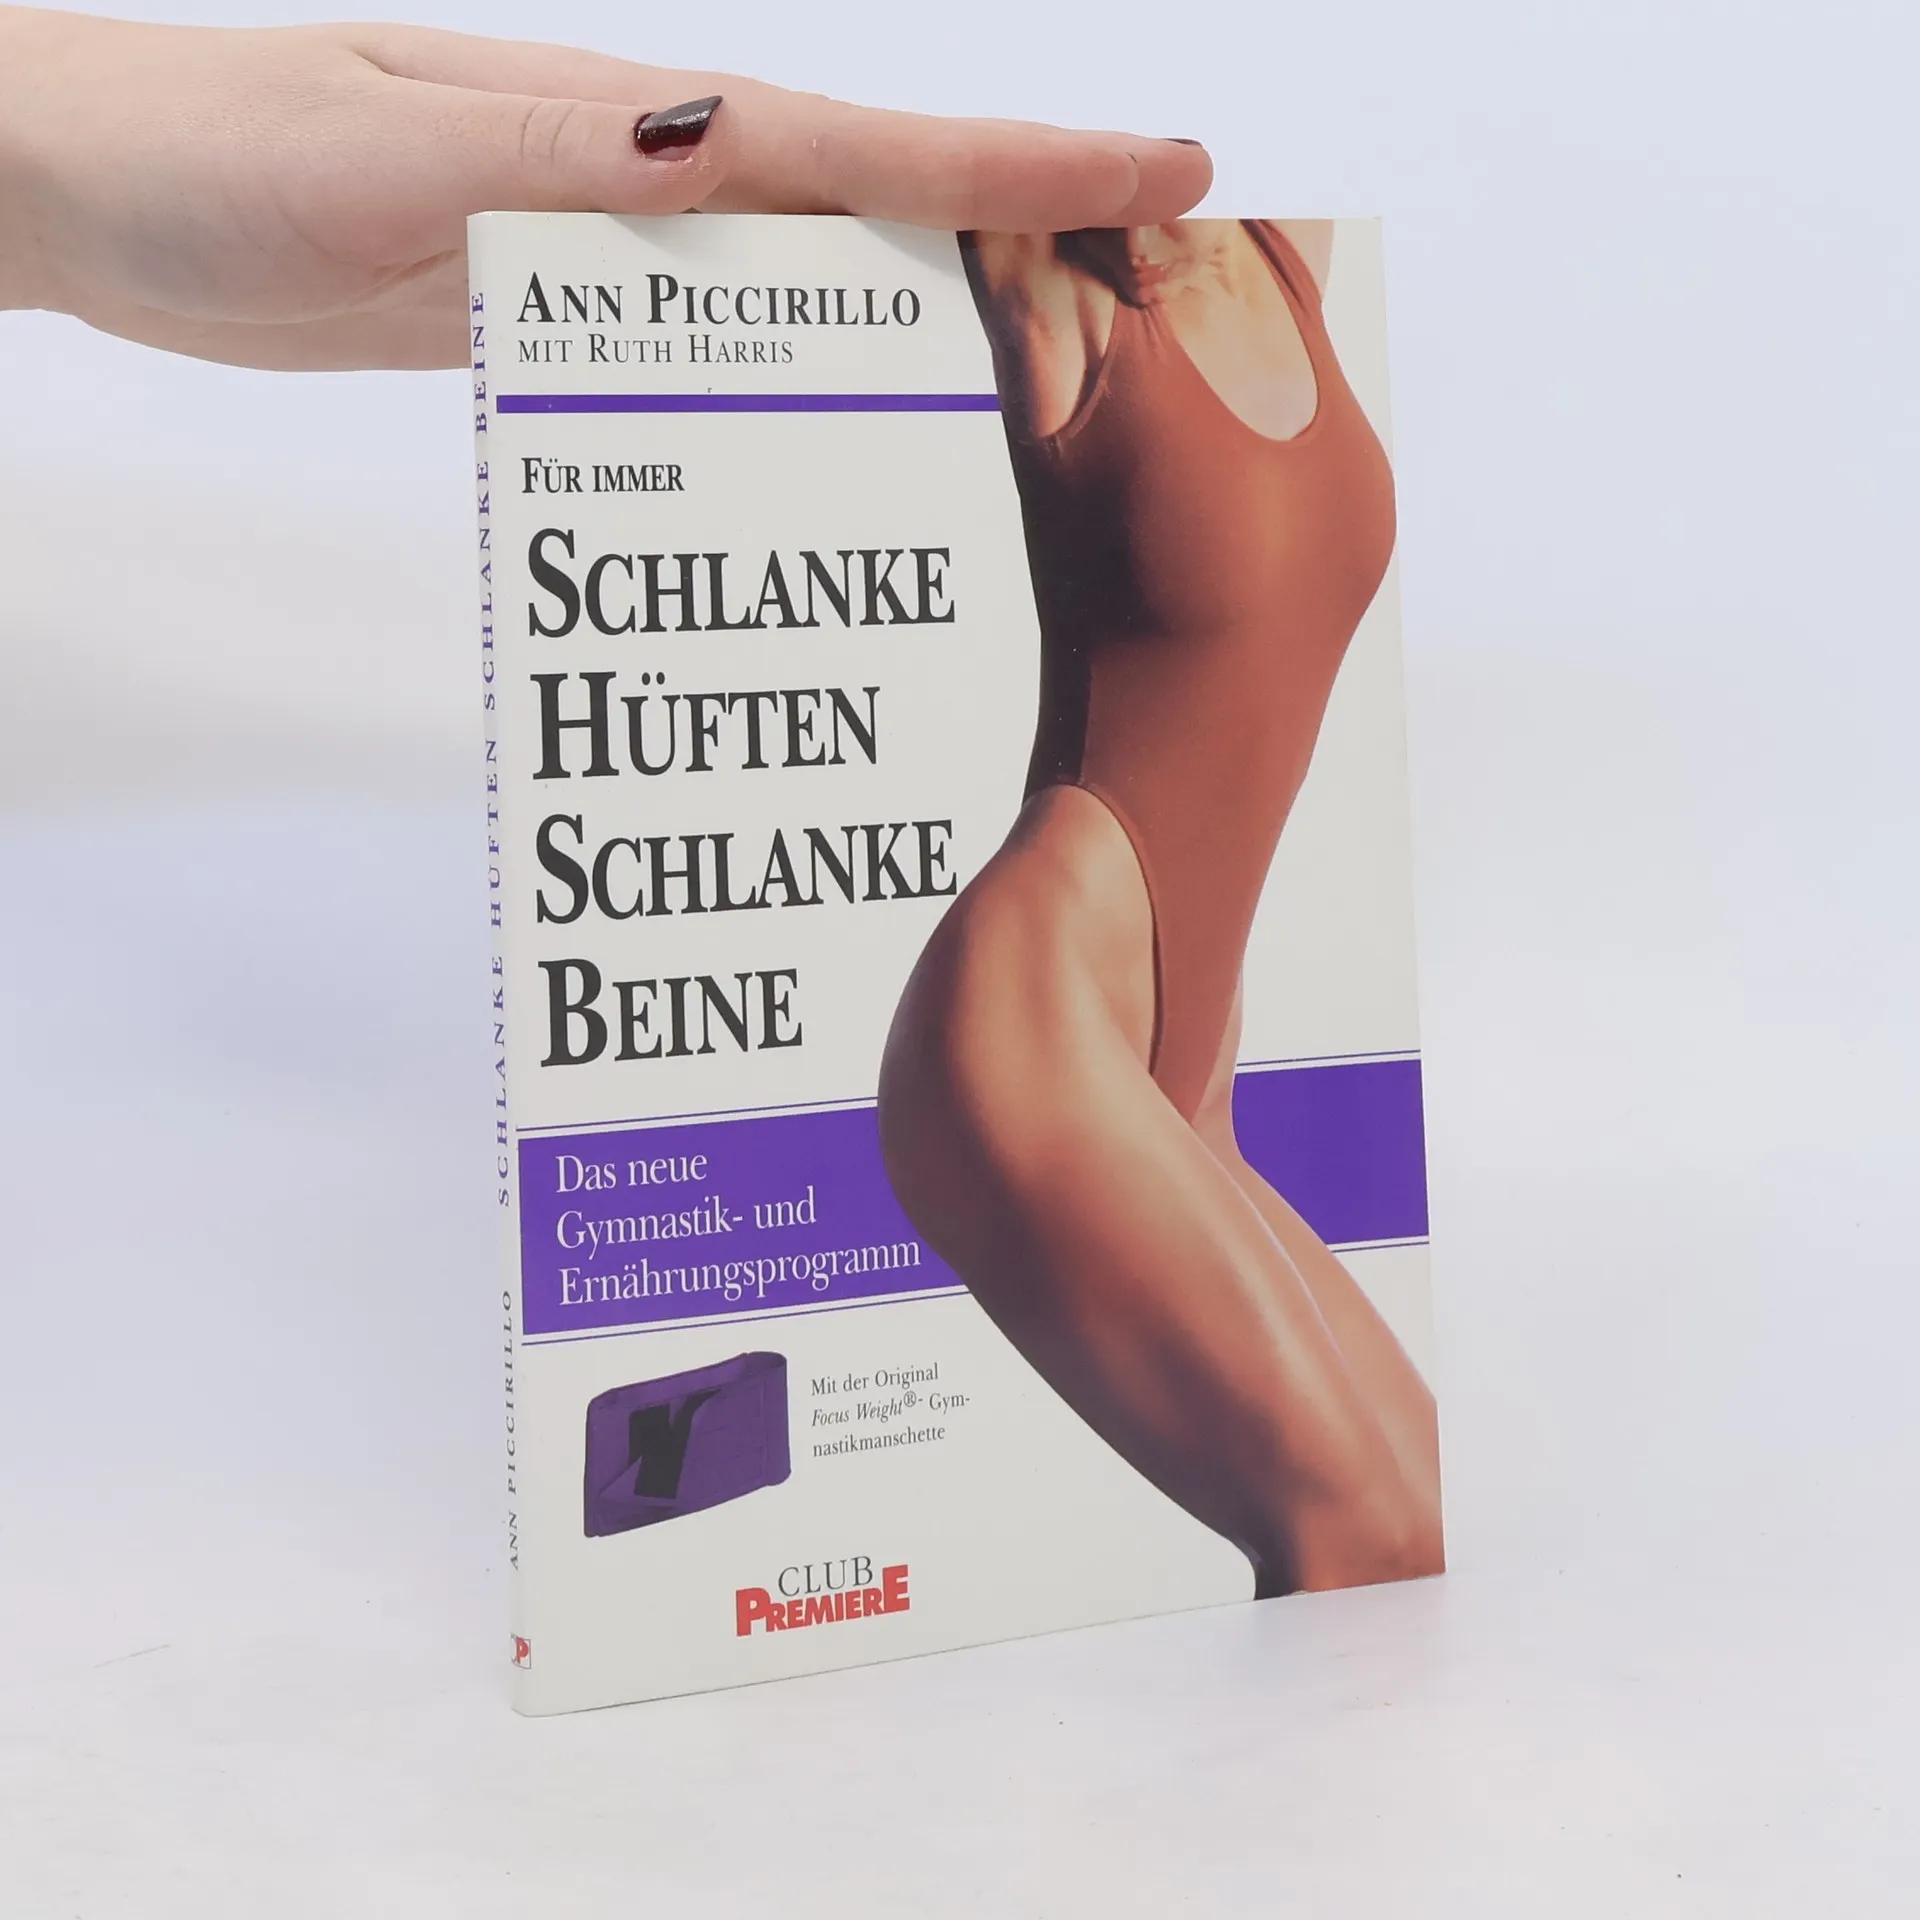 ANN PICCIRILLO
MIT RUTH HARRIS
FÜR IMMER
SCHLANKE
HÜFTEN
SCHLANKE
BEINE
Das neue
Gymnastik- und
Ernährungsprogramm
Mit der Original
Focus Weight®- Gym-
nastikmanschette
CLUB
PREMIERE
ANN PICCIRILLO SCHLANKE HÜFTEN SCHLANKE BEINE
CP